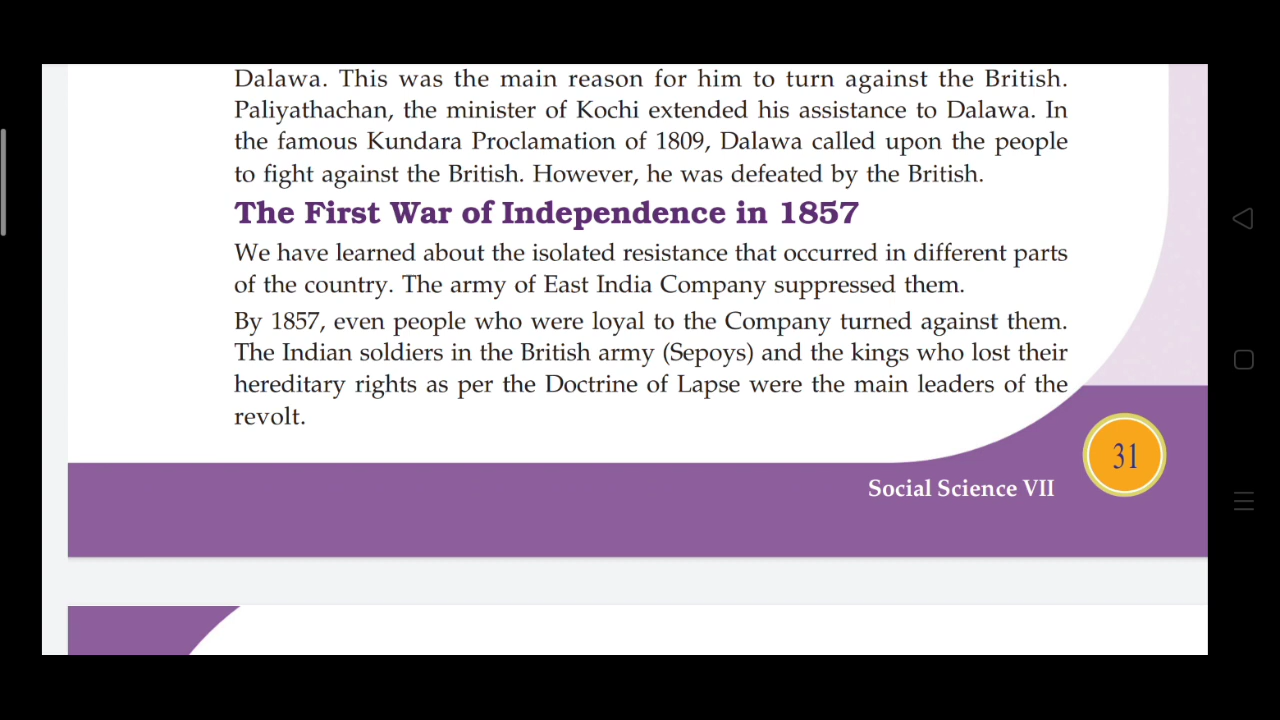 Dalawa. This was the main reason for him to turn against the British.
Paliyathachan, the minister of Kochi extended his assistance to Dalawa. In
the famous Kundara Proclamation of 1809, Dalawa called upon the people
to fight against the British. However, he was defeated by the British.
The First War of Independence in 1857
We have learned about the isolated resistance that occurred in different parts
of the country. The army of East India Company suppressed them.
By 1857, even people who were loyal to the Company turned against them.
The Indian soldiers in the British army (Sepoys) and the kings who lost their
hereditary rights as per the Doctrine of Lapse were the main leaders of the
revolt.
31
Social Science VII